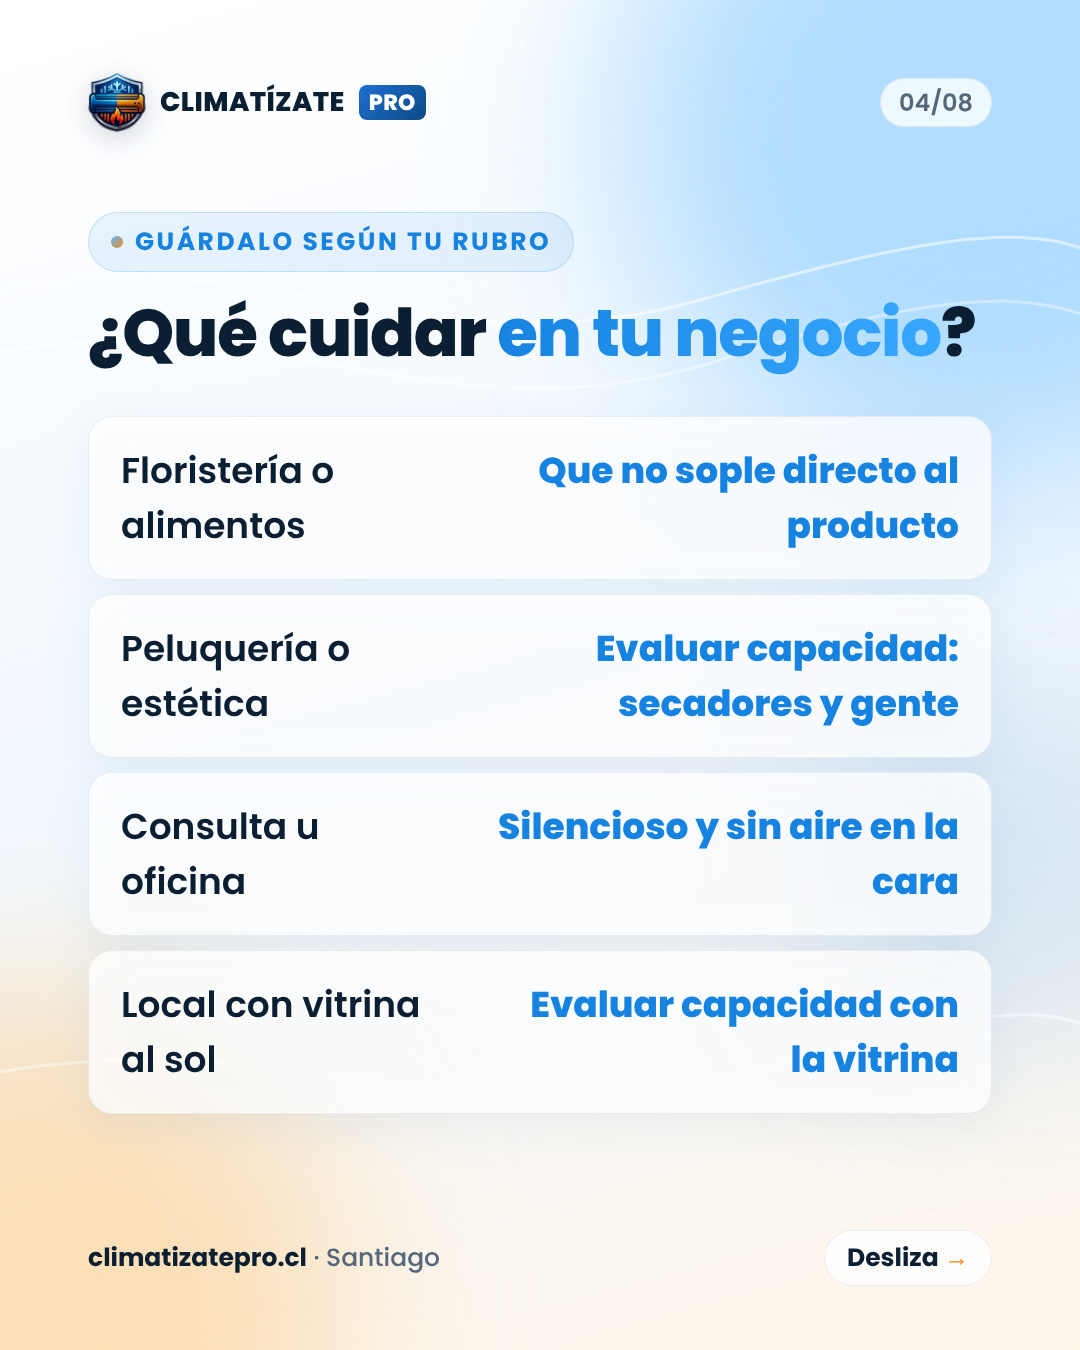 CLIMATÍZATE PRO
04/08
GUÁRDALO SEGÚN TU RUBRO
¿Qué cuidar en tu negocio?
Floristería o
alimentos
Que no sople directo al
producto
Peluquería o
estética
Evaluar capacidad:
secadores y gente
Consulta u
oficina
Silencioso y sin aire en la
cara
Local con vitrina
al sol
Evaluar capacidad con
la vitrina
climatizatepro.cl · Santiago
Desliza →